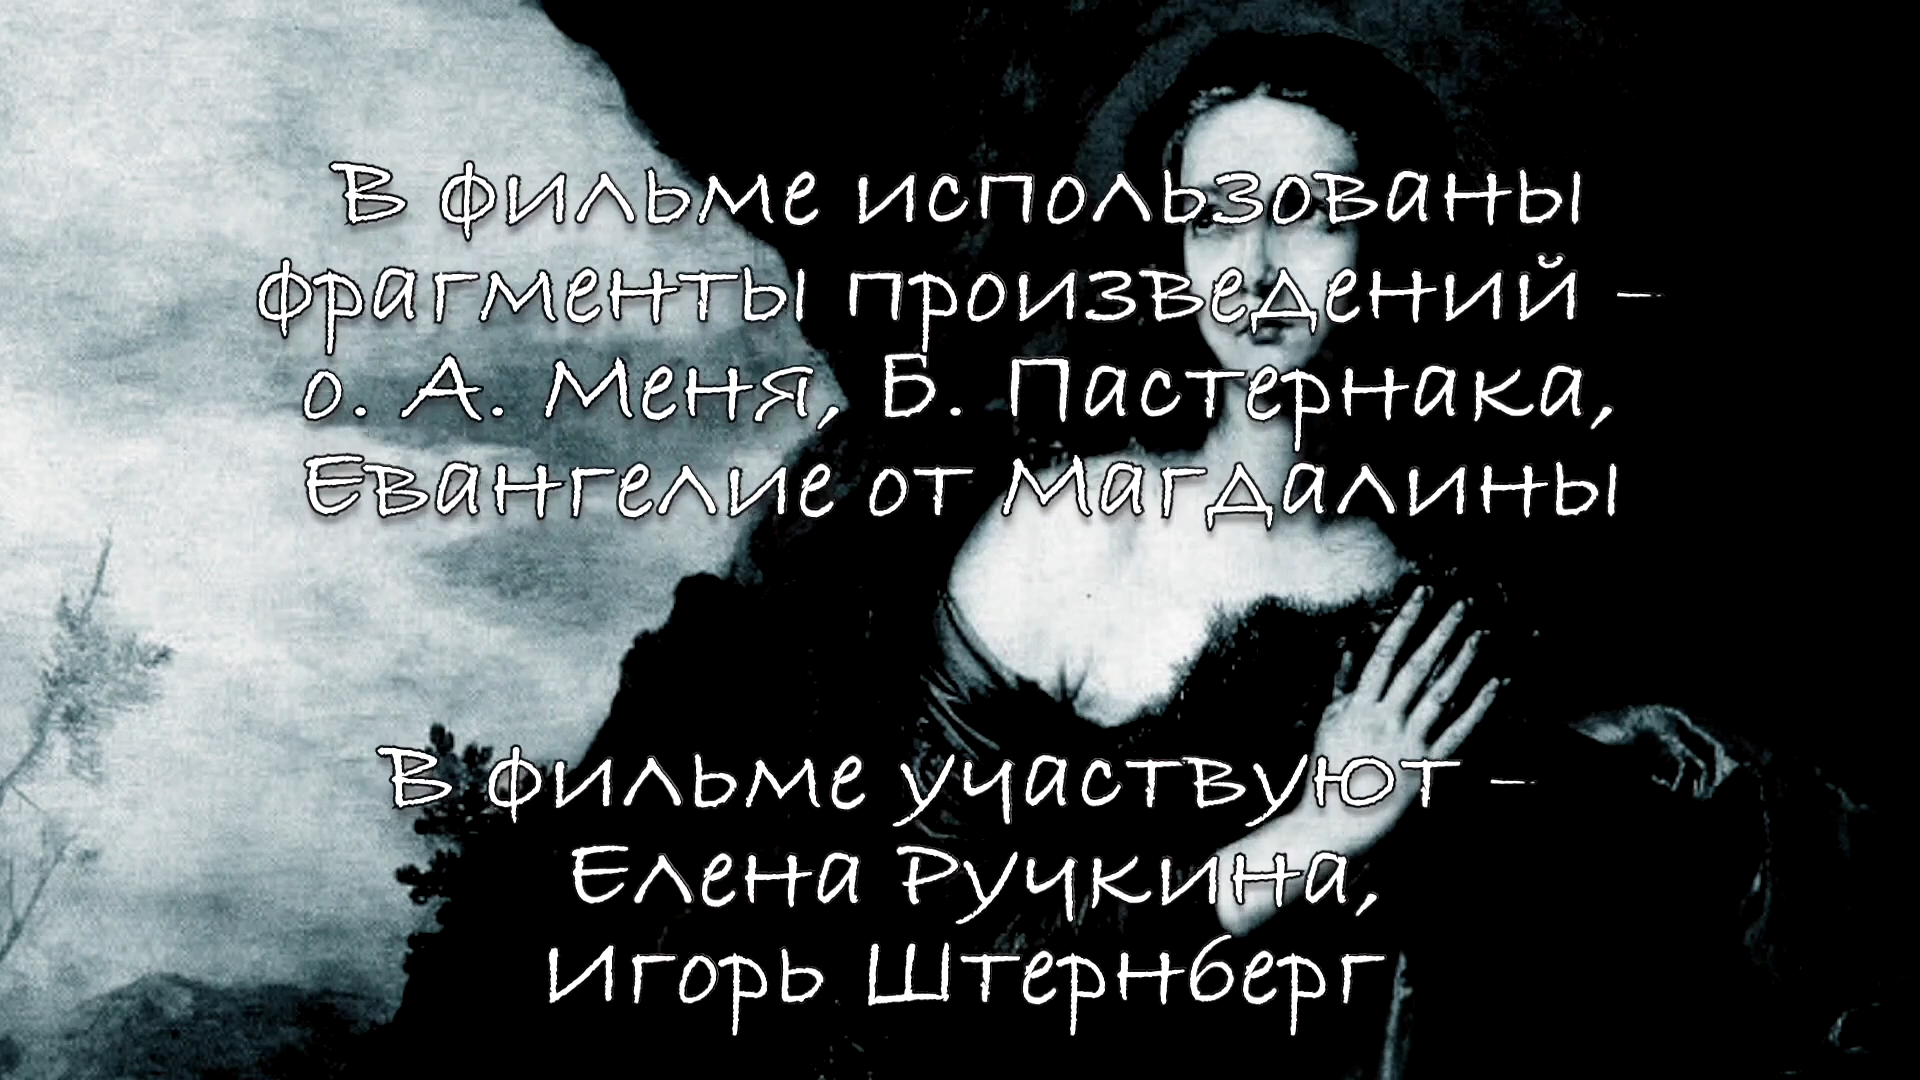 В фильме использованы
фрагменты произведений –
о. А. Меня, Б. Пастернака,
Евангелие от Магдалины
В фильме участвуют –
Елена Ручкина,
Игорь Штернберг